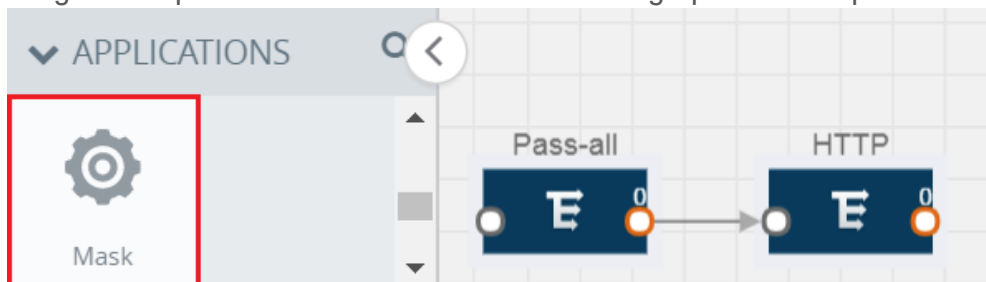 APPLICATIONS
Mask
Pass-all
0
HTTP
0